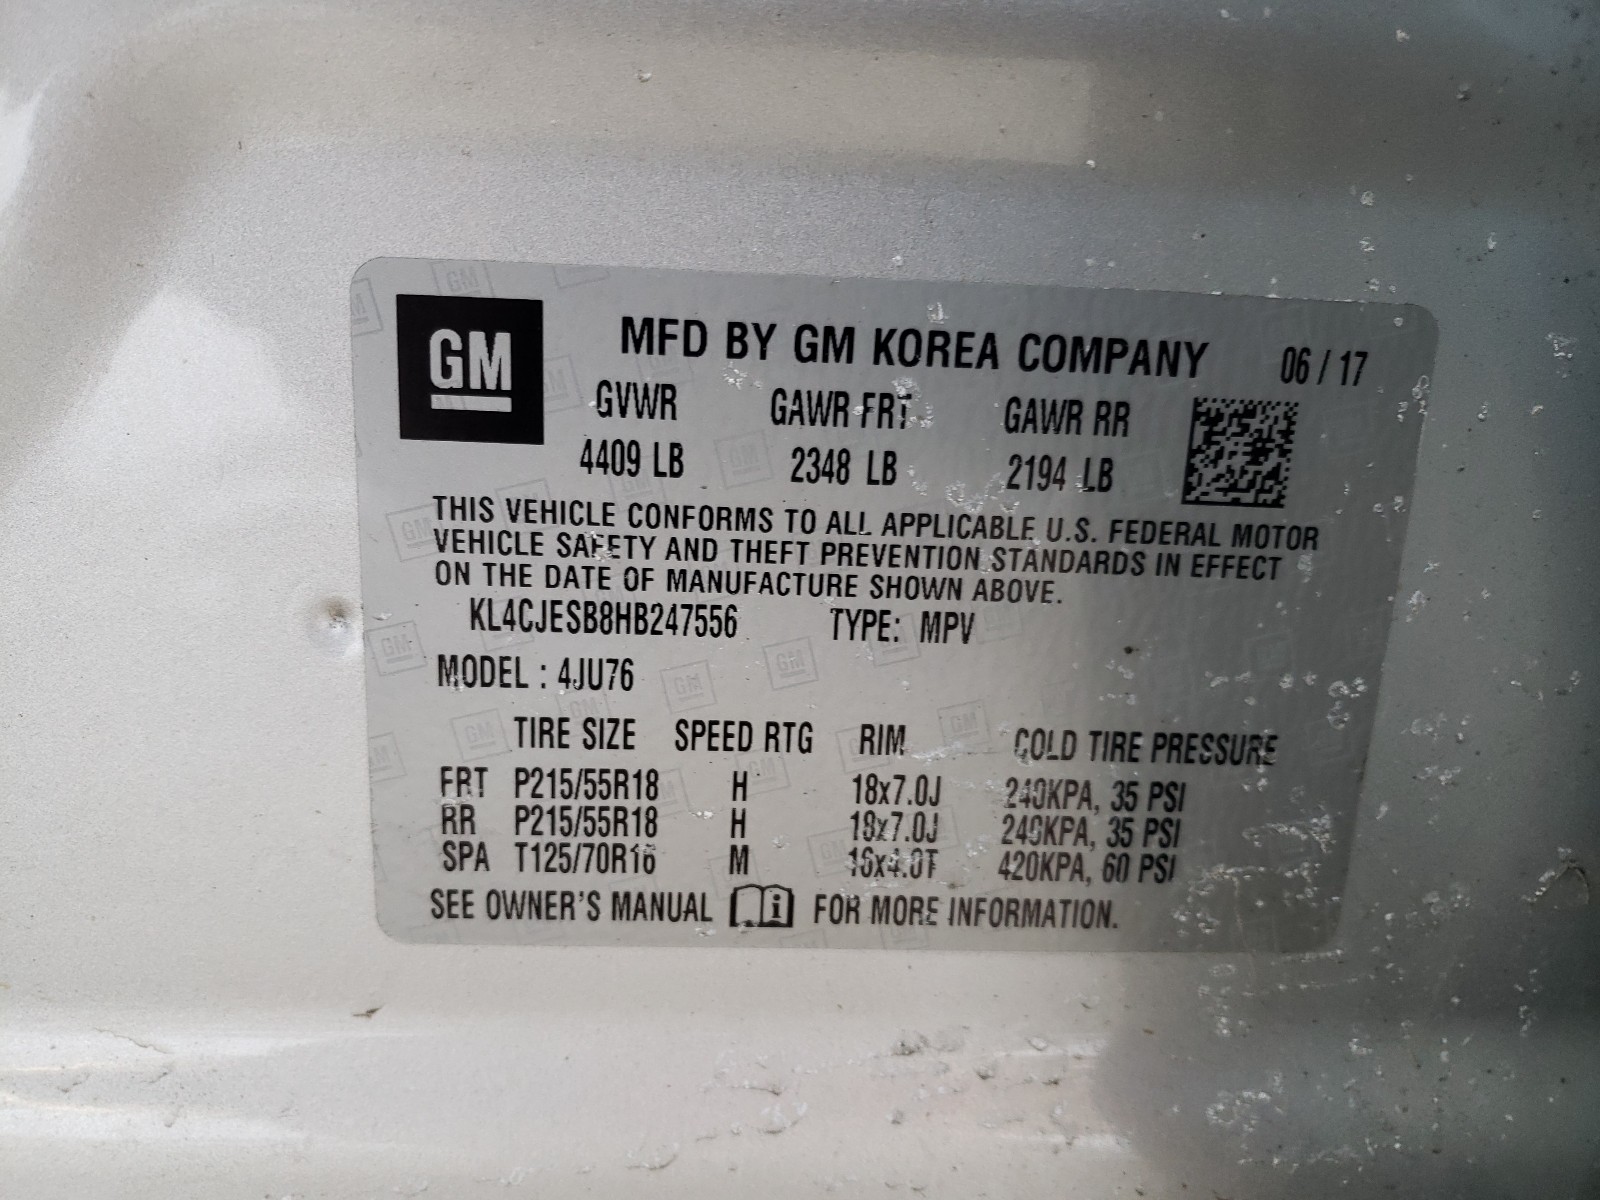 GM
MFD BY GM KOREA COMPANY 06 / 17
GVWR GAWR FRT GAWR RR
4409 LB 2348 LB 2194 LB
THIS VEHICLE CONFORMS TO ALL APPLICABLE U.S. FEDERAL MOTOR
VEHICLE SAFETY AND THEFT PREVENTION STANDARDS IN EFFECT
ON THE DATE OF MANUFACTURE SHOWN ABOVE.
KL4CJESB8HB247556 TYPE: MPV
MODEL : 4JU76
TIRE SIZE SPEED RTG RIM COLD TIRE PRESSURE
FRT P215/55R18 H 18x7.0J 240KPA, 35 PSI
RR P215/55R18 H 18x7.0J 240KPA, 35 PSI
SPA T125/70R16 M 16x4.0T 420KPA, 60 PSI
SEE OWNER'S MANUAL i FOR MORE INFORMATION.